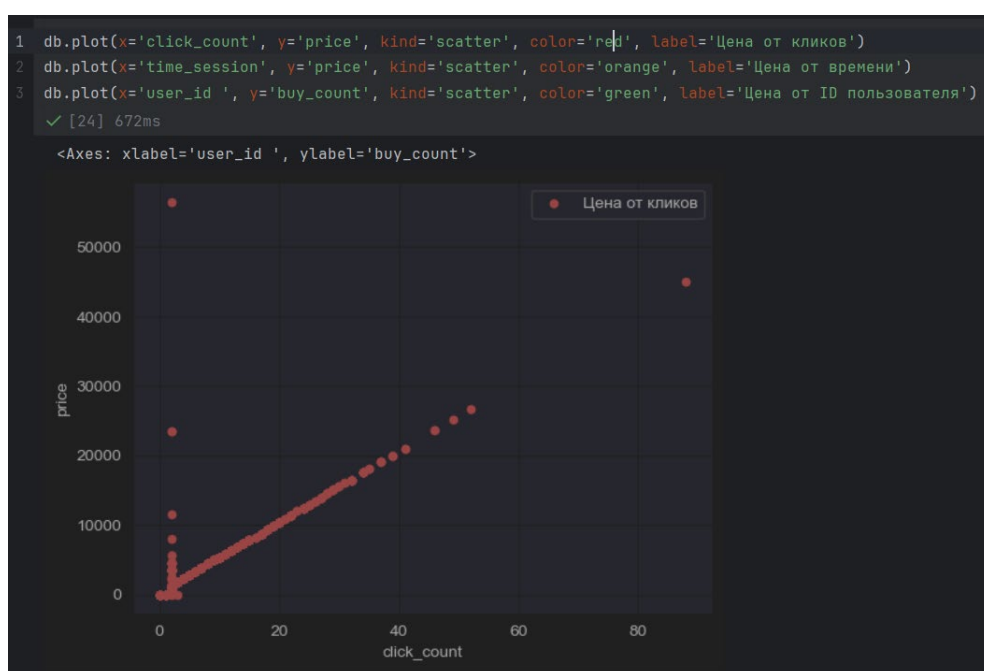 1 db.plot(x='click_count', y='price', kind='scatter', color='red', label='Цена от кликов')
2 db.plot(x='time_session', y='price', kind='scatter', color='orange', label='Цена от времени')
3 db.plot(x='user_id ', y='buy_count', kind='scatter', color='green', label='Цена от ID пользователя')
✓ [24] 672ms
<Axes: xlabel='user_id ', ylabel='buy_count'>
Цена от кликов
50000
40000
30000
20000
10000
0
price
0 20 40 60 80
click_count